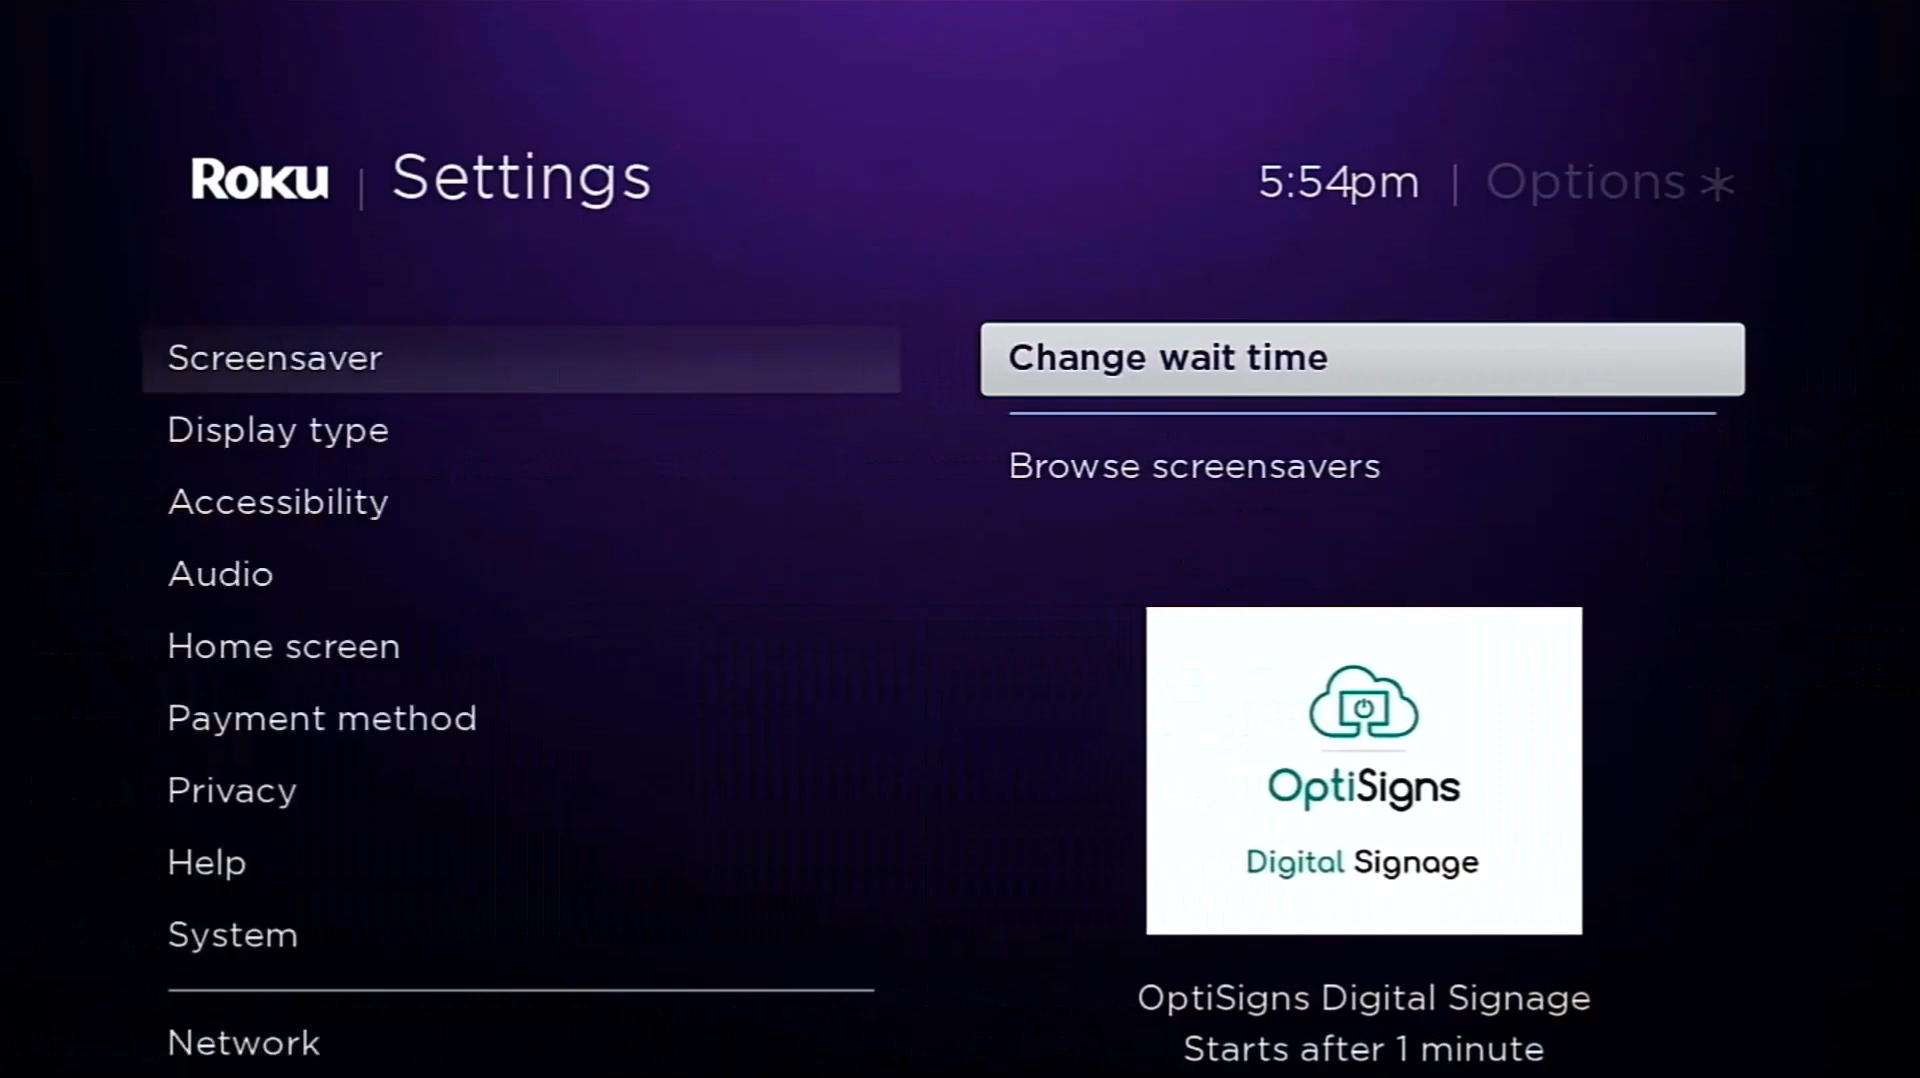 Roku | Settings
5:54pm | Options *
Screensaver
Display type
Accessibility
Audio
Home screen
Payment method
Privacy
Help
System
Network
Change wait time
Browse screensavers
OptiSigns
Digital Signage
OptiSigns Digital Signage
Starts after 1 minute